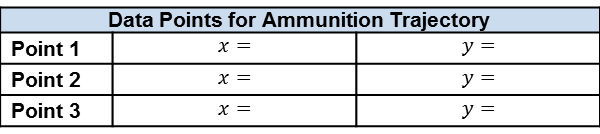 Data Points for Ammunition Trajectory
Point 1 x = y =
Point 2 x = y =
Point 3 x = y =